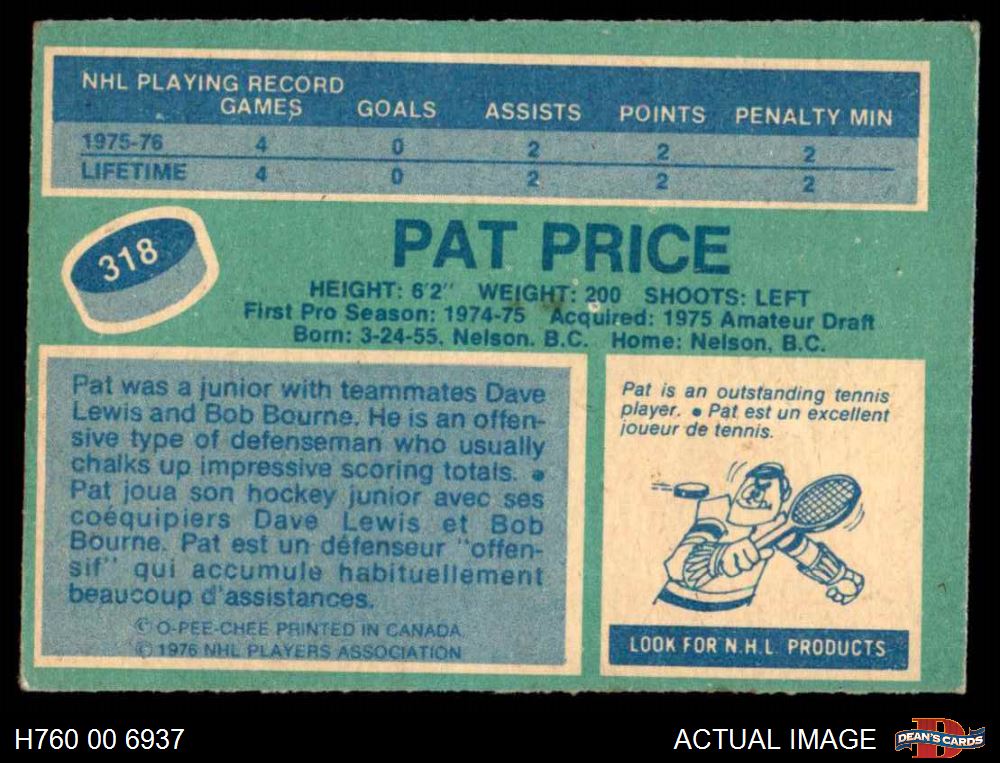 NHL PLAYING RECORD
GAMES GOALS ASSISTS POINTS PENALTY MIN
1975-76 4 0 2 2 2
LIFETIME 4 0 2 2 2
318
PAT PRICE
HEIGHT: 6'2" WEIGHT: 200 SHOOTS: LEFT
First Pro Season: 1974-75 Acquired: 1975 Amateur Draft
Born: 3-24-55, Nelson. B.C. Home: Nelson, B.C.
Pat was a junior with teammates Dave
Lewis and Bob Bourne. He is an offen-
sive type of defenseman who usually
chalks up impressive scoring totals. •
Pat joua son hockey junior avec ses
coéquipiers Dave Lewis et Bob
Bourne. Pat est un défenseur "offen-
sif" qui accumule habituellement
beaucoup d'assistances.
© O-PEE-CHEE PRINTED IN CANADA
© 1976 NHL PLAYERS ASSOCIATION
Pat is an outstanding tennis
player. • Pat est un excellent
joueur de tennis.
LOOK FOR N.H.L PRODUCTS
H760 00 6937
ACTUAL IMAGE
D
DEAN'S CARDS